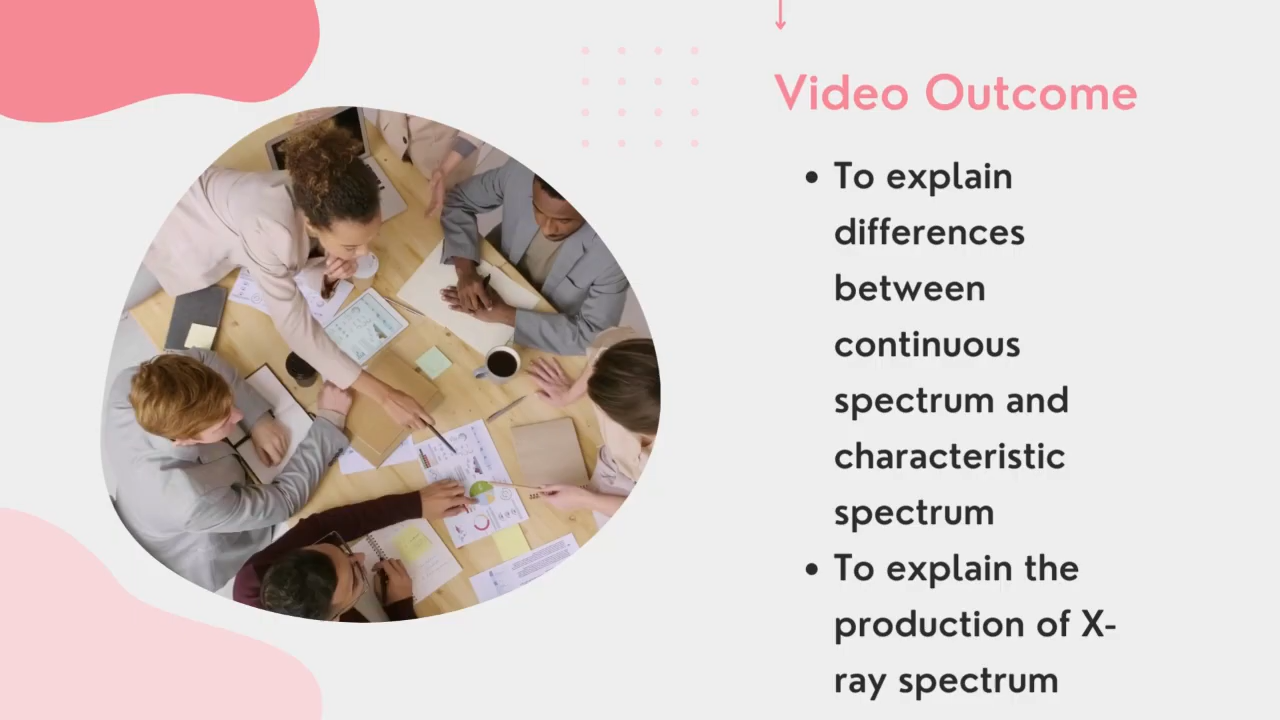 Video Outcome
• To explain
differences
between
continuous
spectrum and
characteristic
spectrum
• To explain the
production of X-
ray spectrum